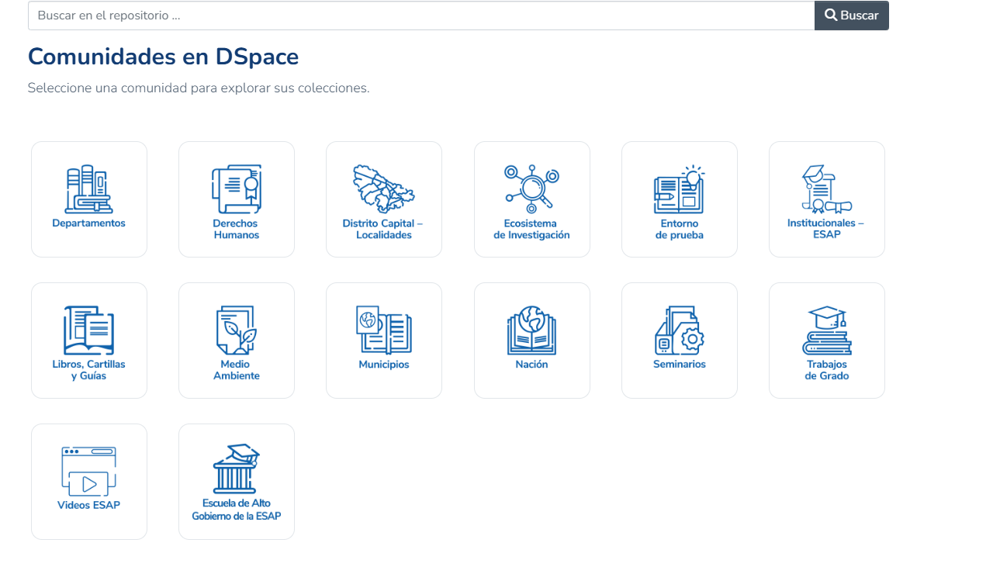 Buscar en el repositorio ...
Buscar
Comunidades en DSpace
Seleccione una comunidad para explorar sus colecciones.
Departamentos
Derechos
Humanos
Distrito Capital –
Localidades
Ecosistema
de Investigación
Entorno
de prueba
Institucionales –
ESAP
Libros, Cartillas
y Guías
Medio
Ambiente
Municipios
Nación
Seminarios
Trabajos
de Grado
Videos ESAP
Escuela de Alto
Gobierno de la ESAP